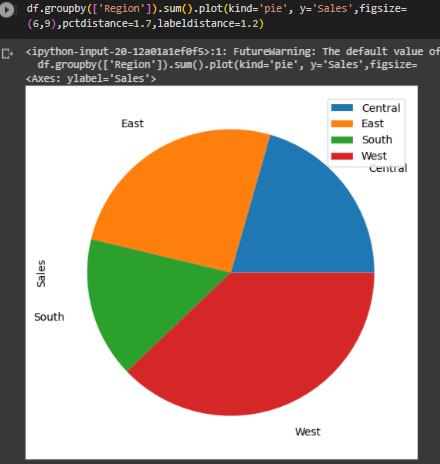 df.groupby(['Region']).sum().plot(kind='pie', y='Sales',figsize=
(6,9),pctdistance=1.7,labeldistance=1.2)
<ipython-input-20-12a01a1ef0f5>:1: FutureWarning: The default value of
df.groupby(['Region']).sum().plot(kind='pie', y='Sales',figsize=
<Axes: ylabel='Sales'>
Central
East
South
West
East
Central
Sales
South
West